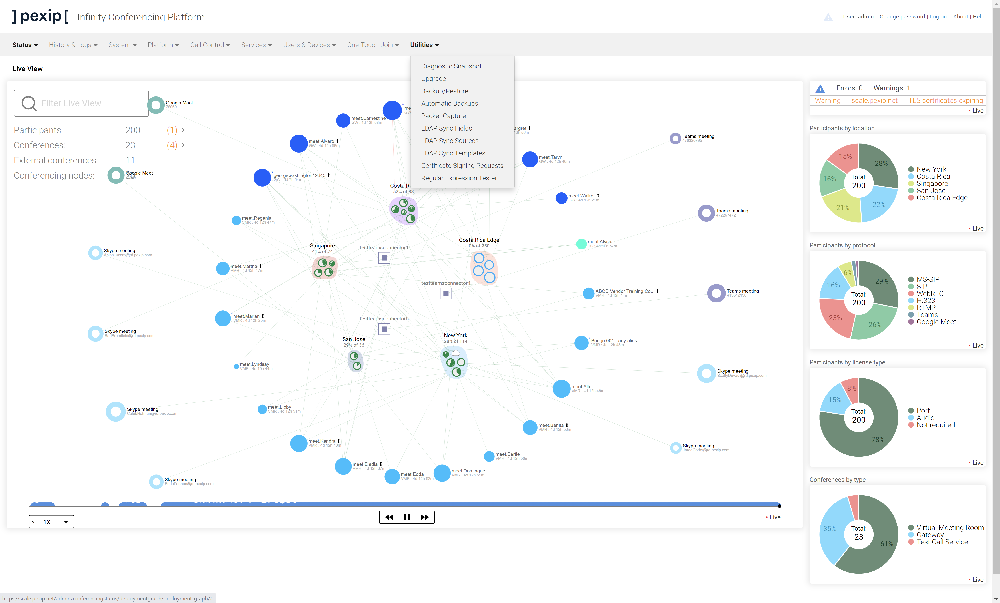 ]pexip[ Infinity Conferencing Platform
User: admin Change password | Log out | About | Help
Status History & Logs System Platform Call Control Services Users & Devices One-Touch Join Utilities
Diagnostic Snapshot
Upgrade
Backup/Restore
Automatic Backups
Packet Capture
LDAP Sync Fields
LDAP Sync Sources
LDAP Sync Templates
Certificate Signing Requests
Regular Expression Tester
Live View
Filter Live View
Participants: 200 (1) >
Conferences: 23 (4) >
External conferences: 11
Conferencing nodes:
Google Meet
78069
Google Meet
meet.Earnestine
GW : 4d 12h 58m
me
GW
meet.Alvaro
GW : 4d 12h 58m
georgewashington12345
GW : 6d 7h 54m
argret
12h 56m
meet.Taryn
GW : 4d 12h 40m
Teams meeting
476320795
Costa Ri
52% of 83
meet.Walker
GW : 4d 12h 21m
Teams meeting
472267472
meet.Regenia
VMR : 4d 12h 47m
Costa Rica Edge
0% of 250
meet.Alysa
TC : 4d 10h 57m
Singapore
41% of 74
testteamsconnector1
Skype meeting
AnisaLucero@rd.pexip.com
meet.Martha
VMR : 4d 12h 47m
testteamsconnector4
ABCD Vendor Training Co...
VMR : 4d 12h 14m
Teams meeting
413512190
meet.Marian
VMR : 4d 12h 25m
testteamsconnector5
Skype meeting
BariBrumfield@rd.pexip.com
San Jose
29% of 36
New York
28% of 114
Bridge 001 - any alias ...
VMR : 4d 12h 48m
meet.Lyndsay
VMR : 4d 10h 44m
Skype meeting
ScottyDevaul@rd.pexip.com
meet.Alta
VMR : 4d 12h 46m
Skype meeting
CalebHofman@rd.pexip.com
meet.Libby
VMR : 4d 12h 51m
meet.Benita
VMR : 4d 12h 50m
meet.Kendra
VMR : 4d 12h 48m
Skype meeting
JarodCorby@rd.pexip.com
meet.Bertie
VMR : 4d 12h 56m
meet.Eladia
VMR : 4d 12h 37m
meet.Edda
VMR : 4d 12h 52m
meet.Dominque
VMR : 4d 12h 51m
Skype meeting
EddaFannon@rd.pexip.com
> 1X
• Live
Errors: 0 Warnings: 1
Warning scale.pexip.net TLS certificates expiring
• Live
Participants by location
28%
22%
21%
16%
15%
Total:
200
New York
Costa Rica
Singapore
San Jose
Costa Rica Edge
• Live
Participants by protocol
29%
26%
23%
16%
6%
Total:
200
MS-SIP
SIP
WebRTC
H.323
RTMP
Teams
Google Meet
• Live
Participants by license type
78%
15%
8%
Total:
200
Port
Audio
Not required
• Live
Conferences by type
61%
35%
Total:
23
Virtual Meeting Room
Gateway
Test Call Service
• Live
https://scale.pexip.net/admin/conferencingstatus/deploymentgraph/deployment_graph/#